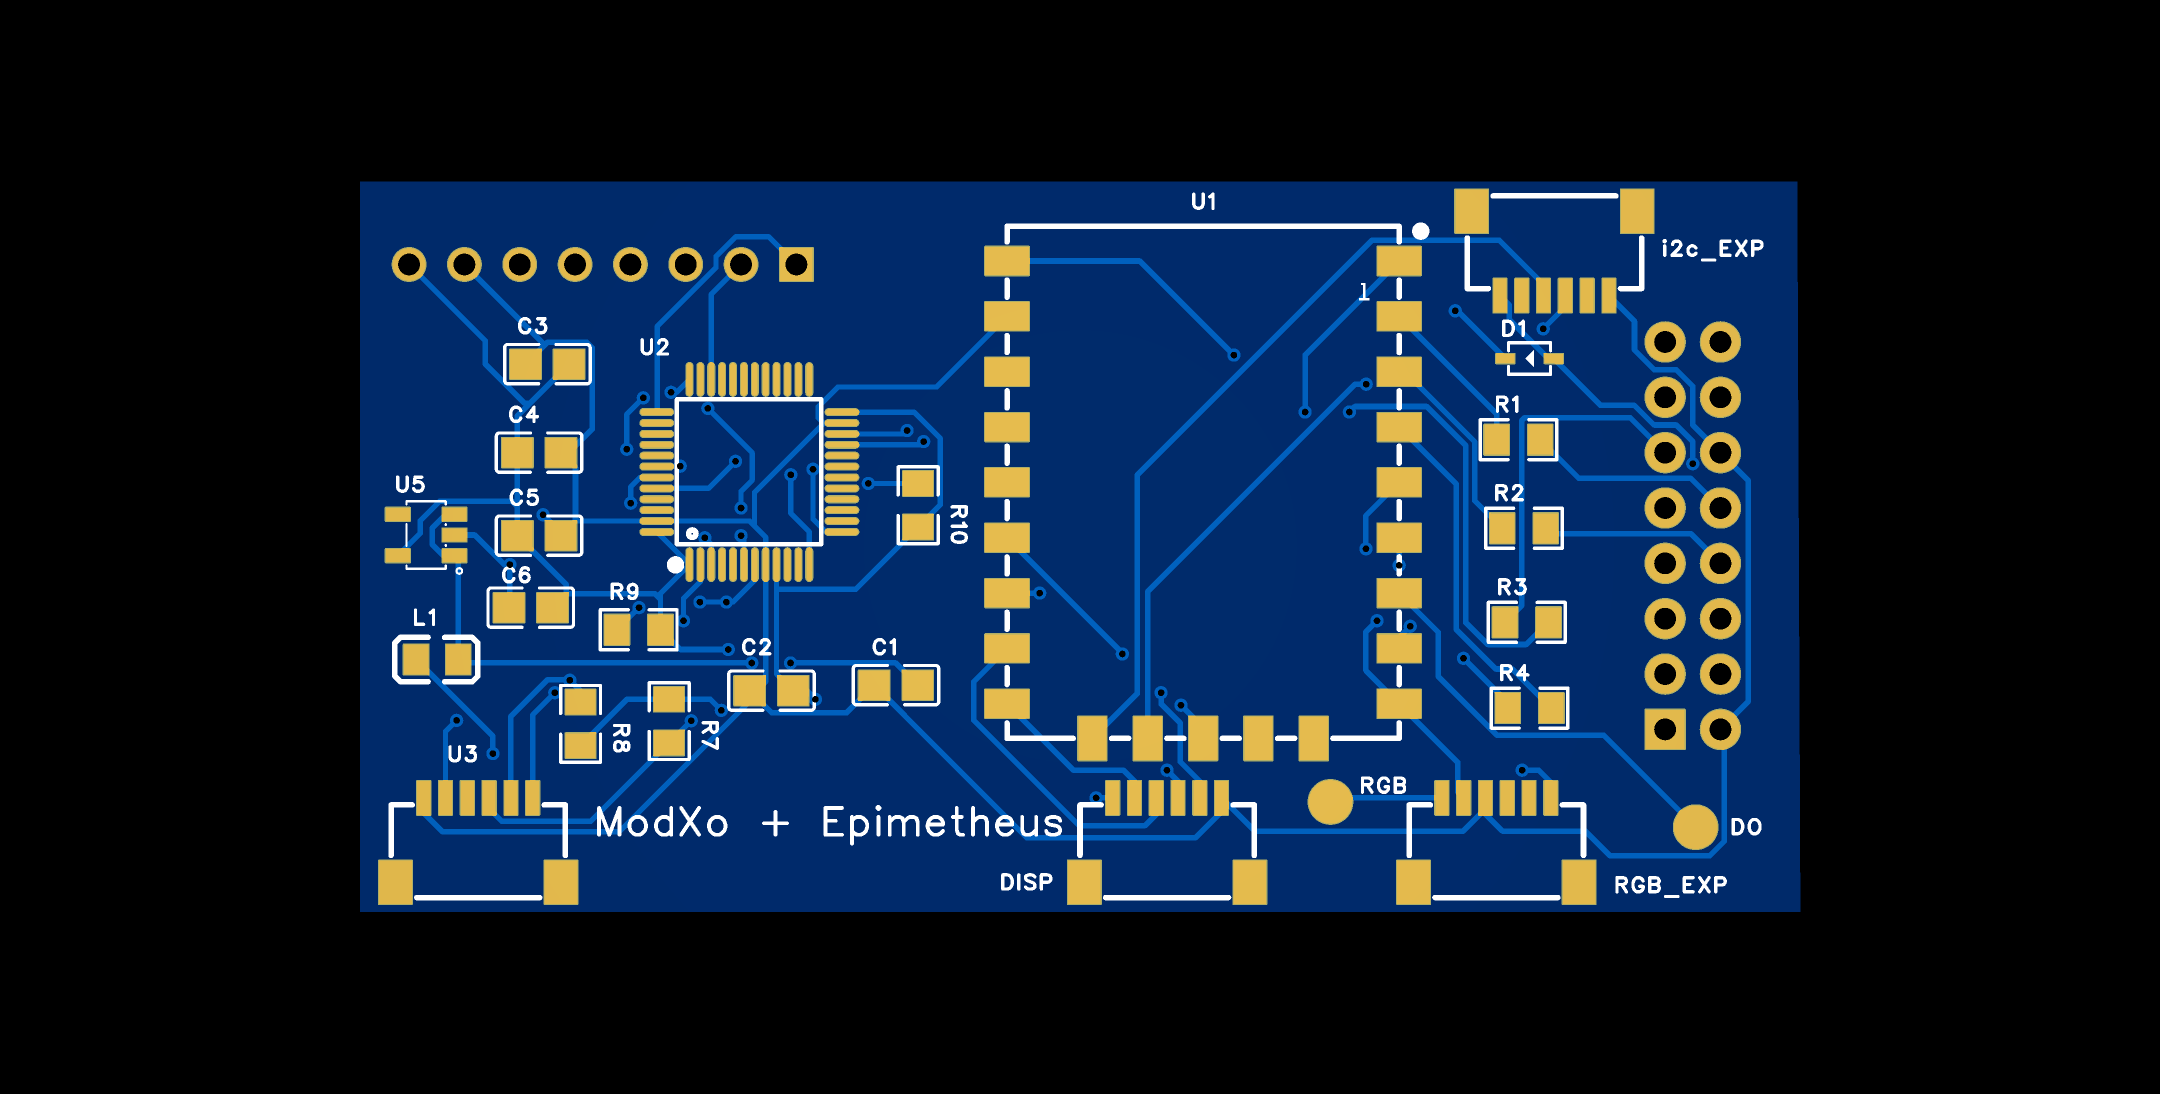 U1
i2c_EXP
1
C3
D1
U2
R1
C4
U5
C5
R2
R10
C6
R9
R3
L1
C2
C1
R4
R8
R7
U3
RGB
ModXo + Epimetheus
D0
DISP
RGB_EXP